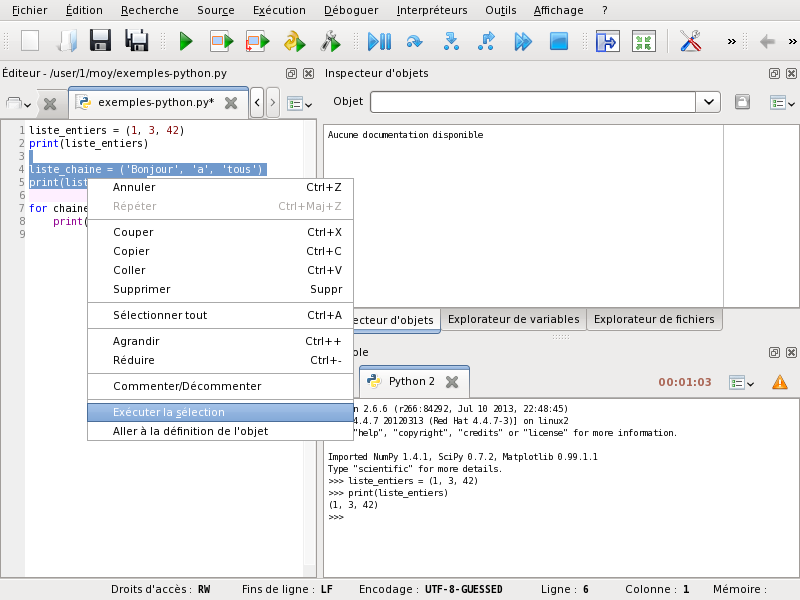 Fichier Édition Recherche Source Exécution Déboguer Interpréteurs Outils Affichage ?
Éditeur - /user/1/moy/exemples-python.py
exemples-python.py*
1 liste_entiers = (1, 3, 42)
2 print(liste_entiers)
3
4 liste_chaine = ('Bonjour', 'a', 'tous')
5 print(list
6
7 for chaine
8 print(
9
Annuler Ctrl+Z
Répéter Ctrl+Maj+Z
Couper Ctrl+X
Copier Ctrl+C
Coller Ctrl+V
Supprimer Suppr
Sélectionner tout Ctrl+A
Agrandir Ctrl++
Réduire Ctrl+-
Commenter/Décommenter
Exécuter la sélection
Aller à la définition de l'objet
Inspecteur d'objets
Objet
Aucune documentation disponible
ecteur d'objets Explorateur de variables Explorateur de fichiers
ole
Python 2 00:01:03
n 2.6.6 (r266:84292, Jul 10 2013, 22:48:45)
4.4.7 20120313 (Red Hat 4.4.7-3)] on linux2
"help", "copyright", "credits" or "license" for more information.
Imported NumPy 1.4.1, SciPy 0.7.2, Matplotlib 0.99.1.1
Type "scientific" for more details.
>>> liste_entiers = (1, 3, 42)
>>> print(liste_entiers)
(1, 3, 42)
>>>
Droits d'accès : RW Fins de ligne : LF Encodage : UTF-8-GUESSED Ligne : 6 Colonne : 1 Mémoire :